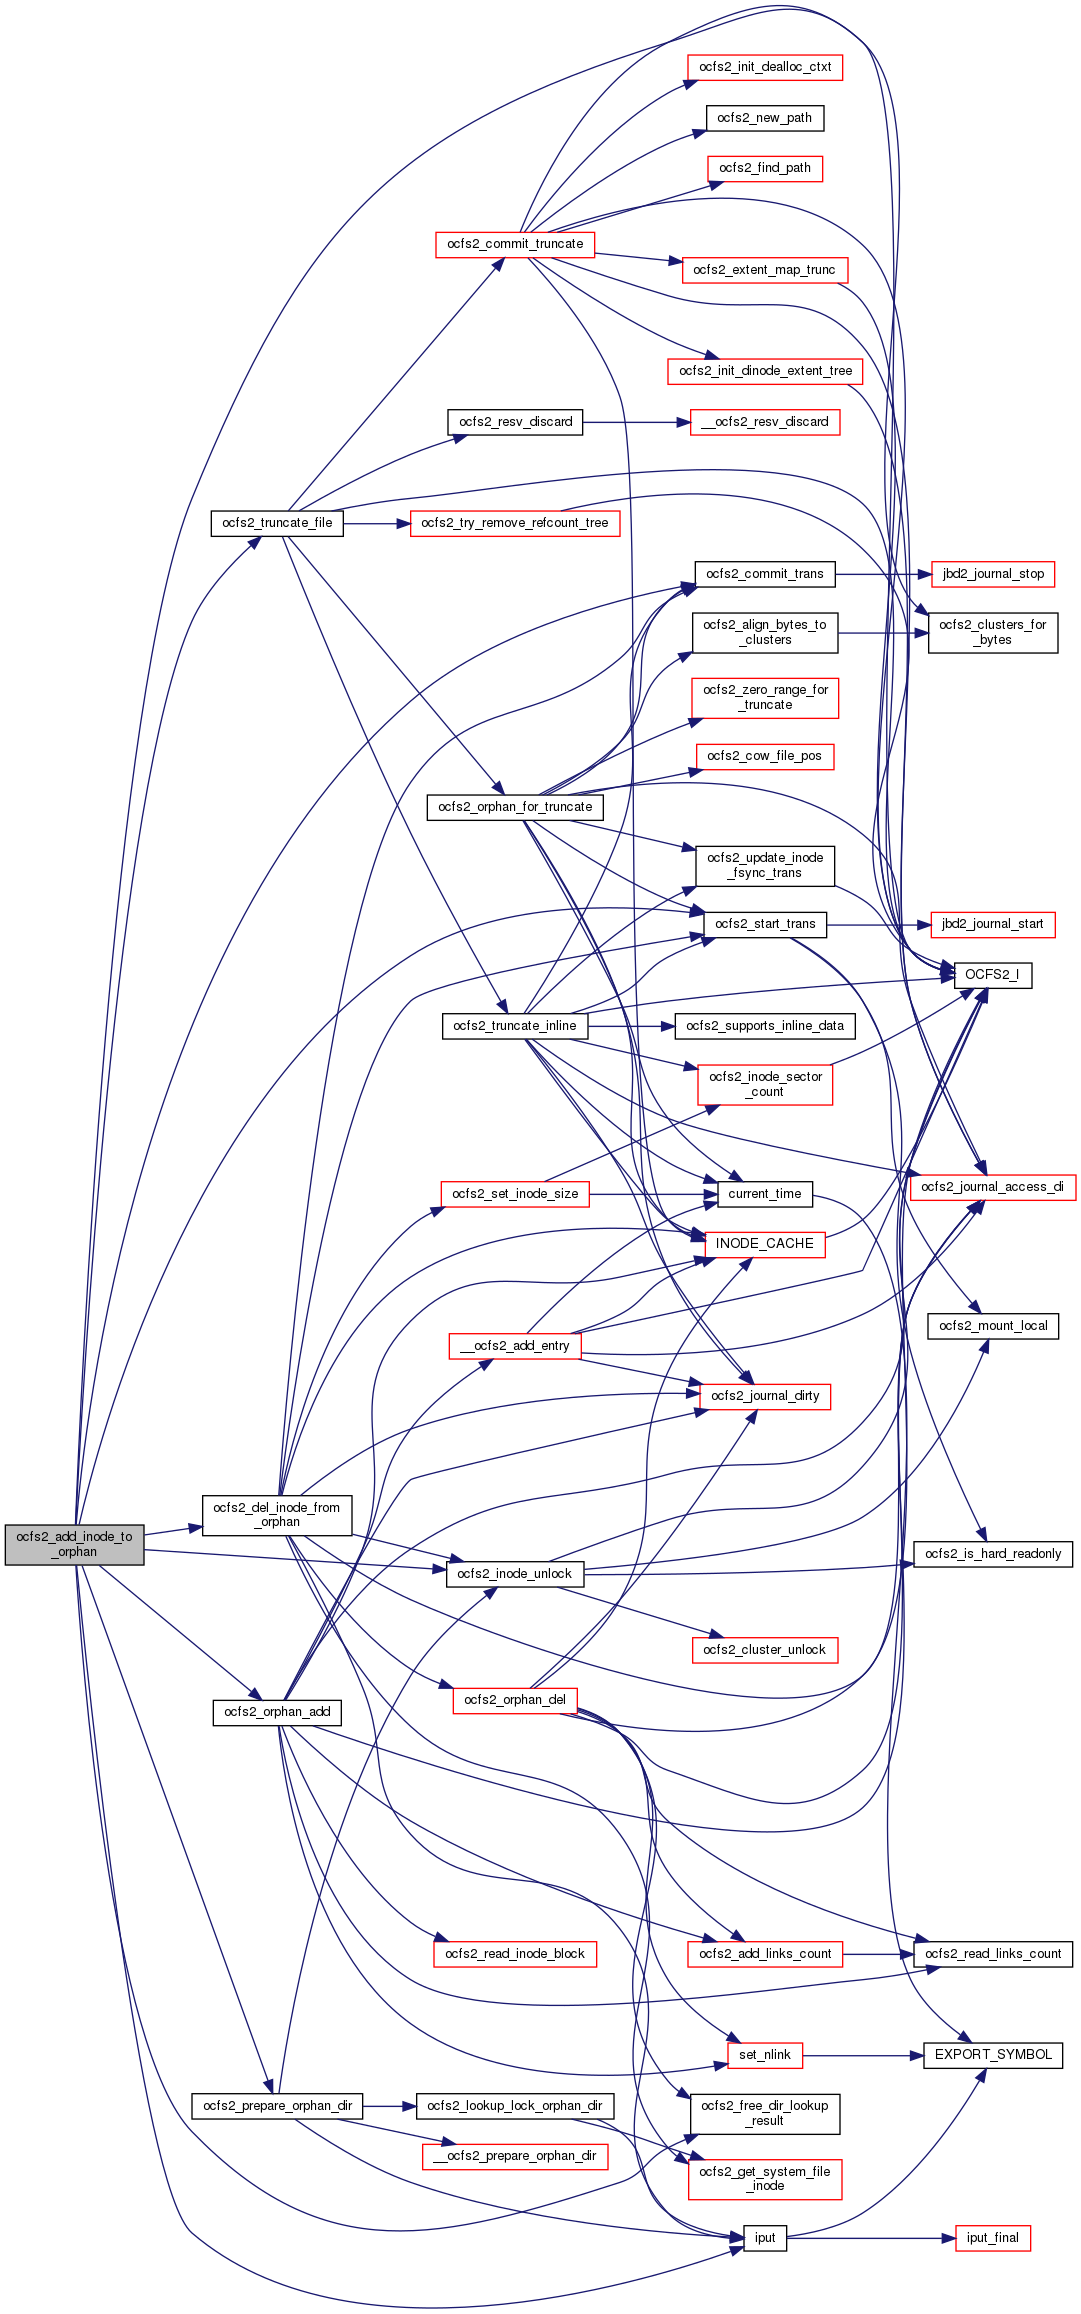 ocfs2_init_dealloc_ctxt
ocfs2_new_path
ocfs2_find_path
ocfs2_commit_truncate
ocfs2_extent_map_trunc
ocfs2_init_dinode_extent_tree
ocfs2_resv_discard
__ocfs2_resv_discard
ocfs2_truncate_file
ocfs2_try_remove_refcount_tree
ocfs2_commit_trans
jbd2_journal_stop
ocfs2_align_bytes_to
_clusters
ocfs2_clusters_for
_bytes
ocfs2_zero_range_for
_truncate
ocfs2_cow_file_pos
ocfs2_orphan_for_truncate
ocfs2_update_inode
_fsync_trans
ocfs2_start_trans
jbd2_journal_start
OCFS2_I
ocfs2_truncate_inline
ocfs2_supports_inline_data
ocfs2_inode_sector
_count
ocfs2_set_inode_size
current_time
ocfs2_journal_access_di
INODE_CACHE
ocfs2_mount_local
__ocfs2_add_entry
ocfs2_journal_dirty
ocfs2_del_inode_from
_orphan
ocfs2_add_inode_to
_orphan
ocfs2_is_hard_readonly
ocfs2_inode_unlock
ocfs2_cluster_unlock
ocfs2_orphan_del
ocfs2_orphan_add
ocfs2_read_inode_block
ocfs2_add_links_count
ocfs2_read_links_count
set_nlink
EXPORT_SYMBOL
ocfs2_prepare_orphan_dir
ocfs2_lookup_lock_orphan_dir
ocfs2_free_dir_lookup
_result
__ocfs2_prepare_orphan_dir
ocfs2_get_system_file
_inode
iput
iput_final